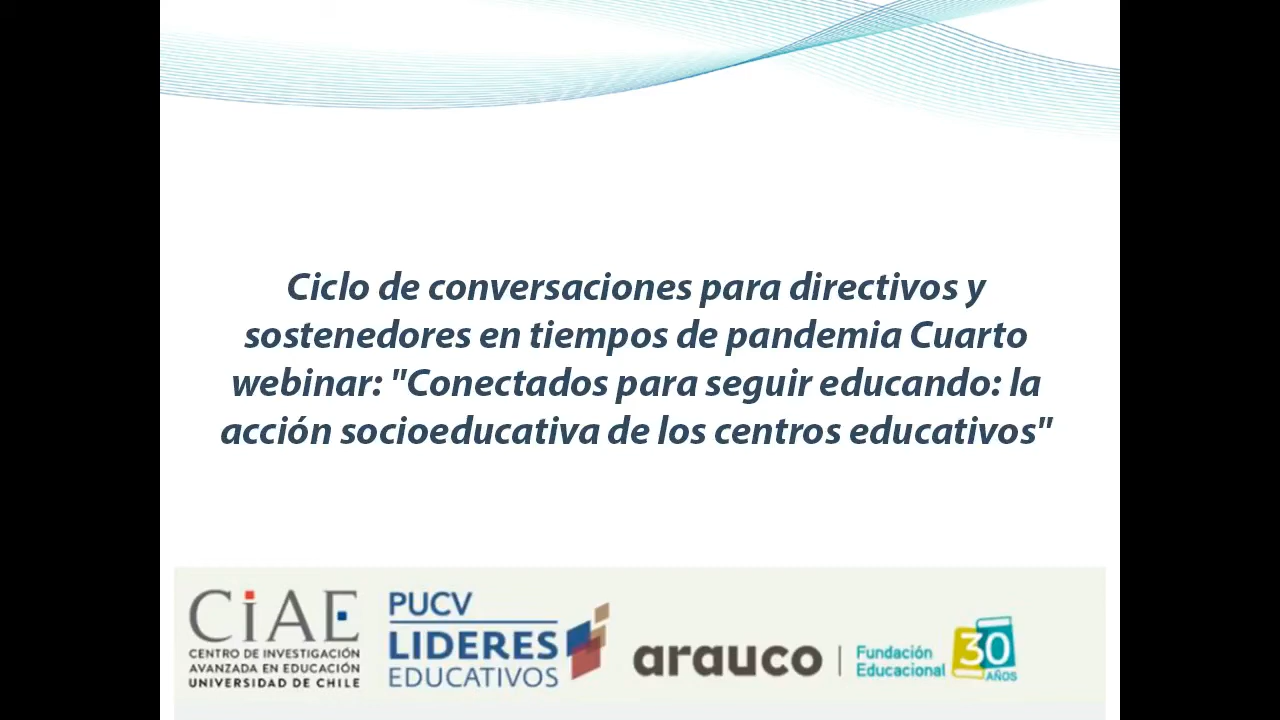 Ciclo de conversaciones para directivos y
sostenedores en tiempos de pandemia Cuarto
webinar: "Conectados para seguir educando: la
acción socioeducativa de los centros educativos"
CiAE
CENTRO DE INVESTIGACIÓN
AVANZADA EN EDUCACIÓN
UNIVERSIDAD DE CHILE
PUCV
LIDERES
EDUCATIVOS
arauco
Fundación
Educacional
30
AÑOS